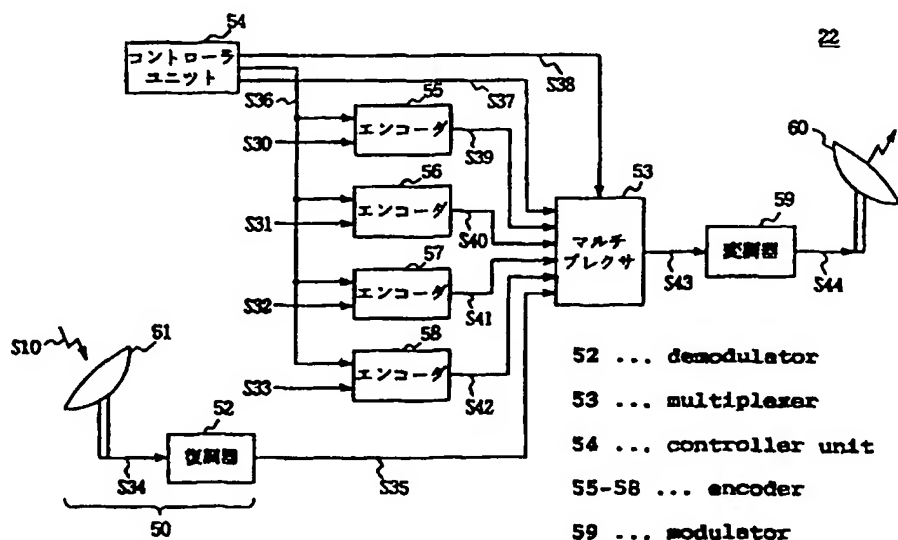 54
コントローラ
ユニット
22
S38
S36
S37
55
エンコーダ
S30
S39
60
56
エンコーダ
53
S31
S40
59
マルチ
プレクサ
変調器
57
S43
S44
エンコーダ
S32
S41
61
S10
58
エンコーダ
S33
S42
52
復調器
S34
S35
50
52 ... demodulator
53 ... multiplexer
54 ... controller unit
55-58 ... encoder
59 ... modulator